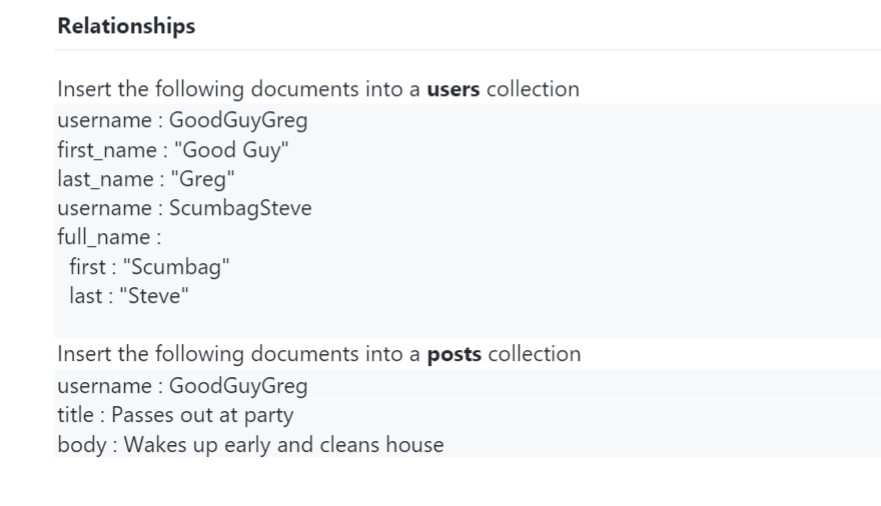 Relationships
Insert the following documents into a users collection
username : GoodGuyGreg
first_name : "Good Guy"
last_name : "Greg"
username : ScumbagSteve
full_name :
first : "Scumbag"
last : "Steve"
Insert the following documents into a posts collection
username : GoodGuyGreg
title : Passes out at party
body : Wakes up early and cleans house